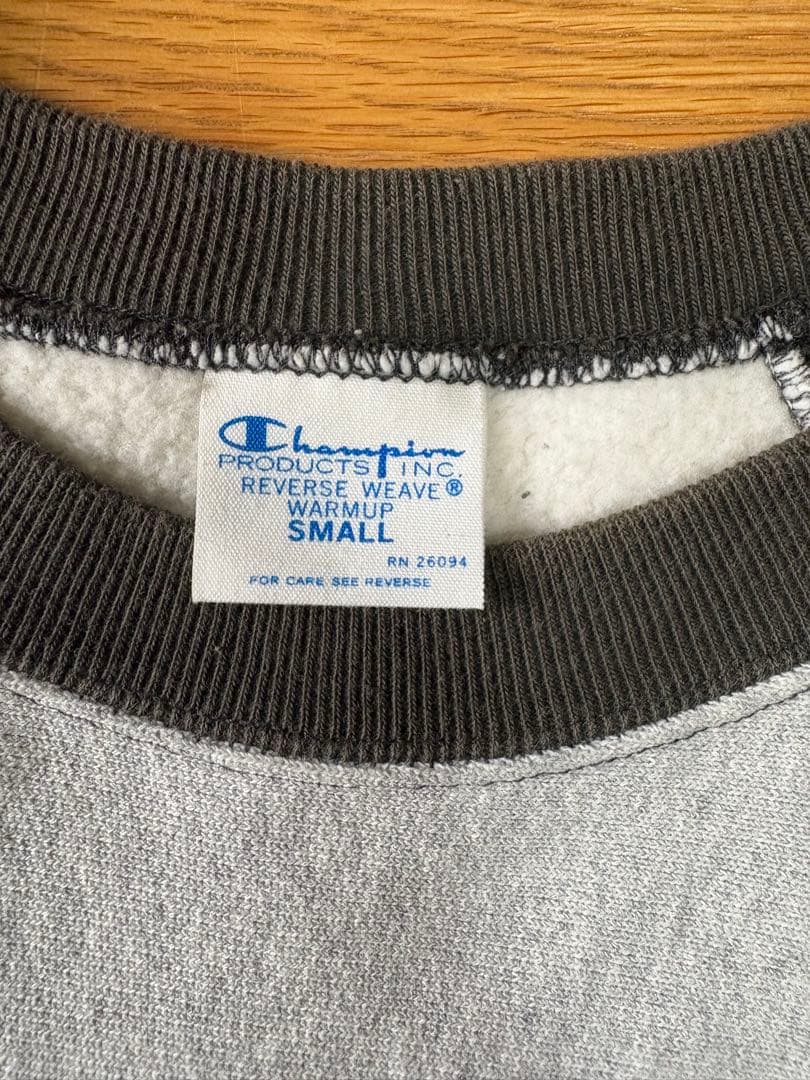 Champion
PRODUCTS INC.
REVERSE WEAVE®
WARMUP
SMALL
RN 26094
FOR CARE SEE REVERSE